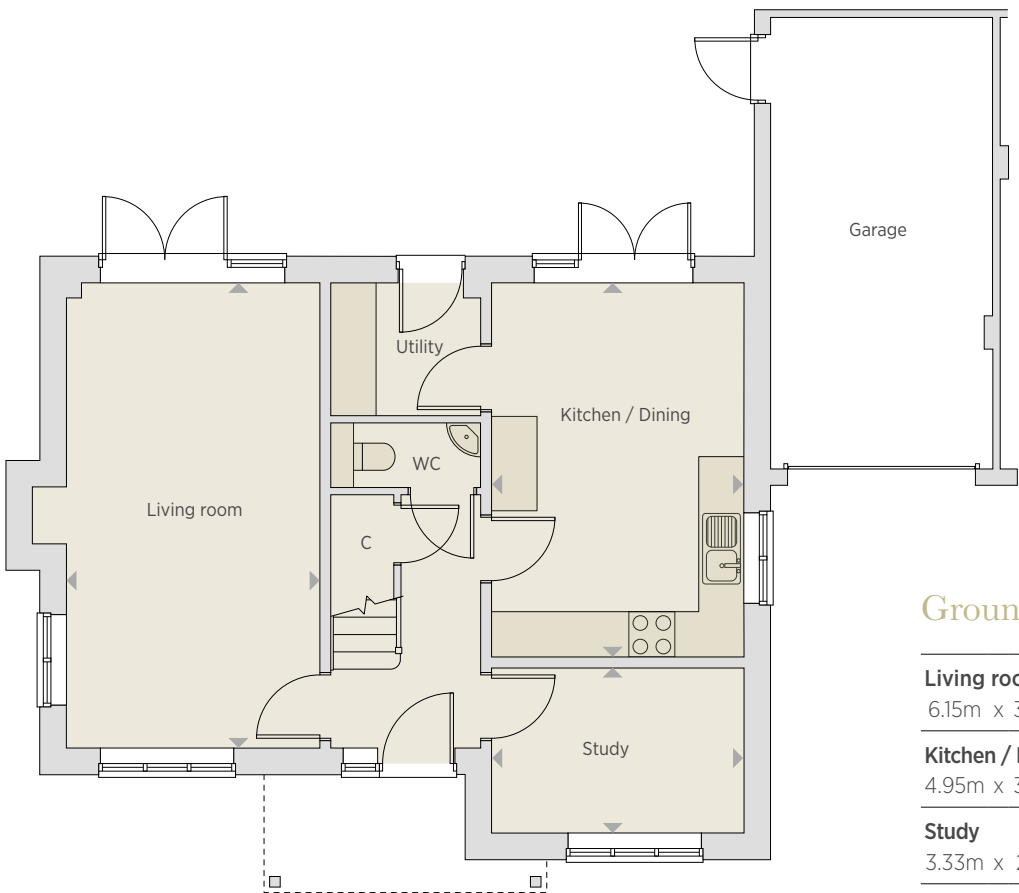 Garage
Utility
Kitchen / Dining
WC
Living room
C
Study
Groun
Living roo
6.15m x 3
Kitchen /
4.95m x 3
Study
3.33m x 2